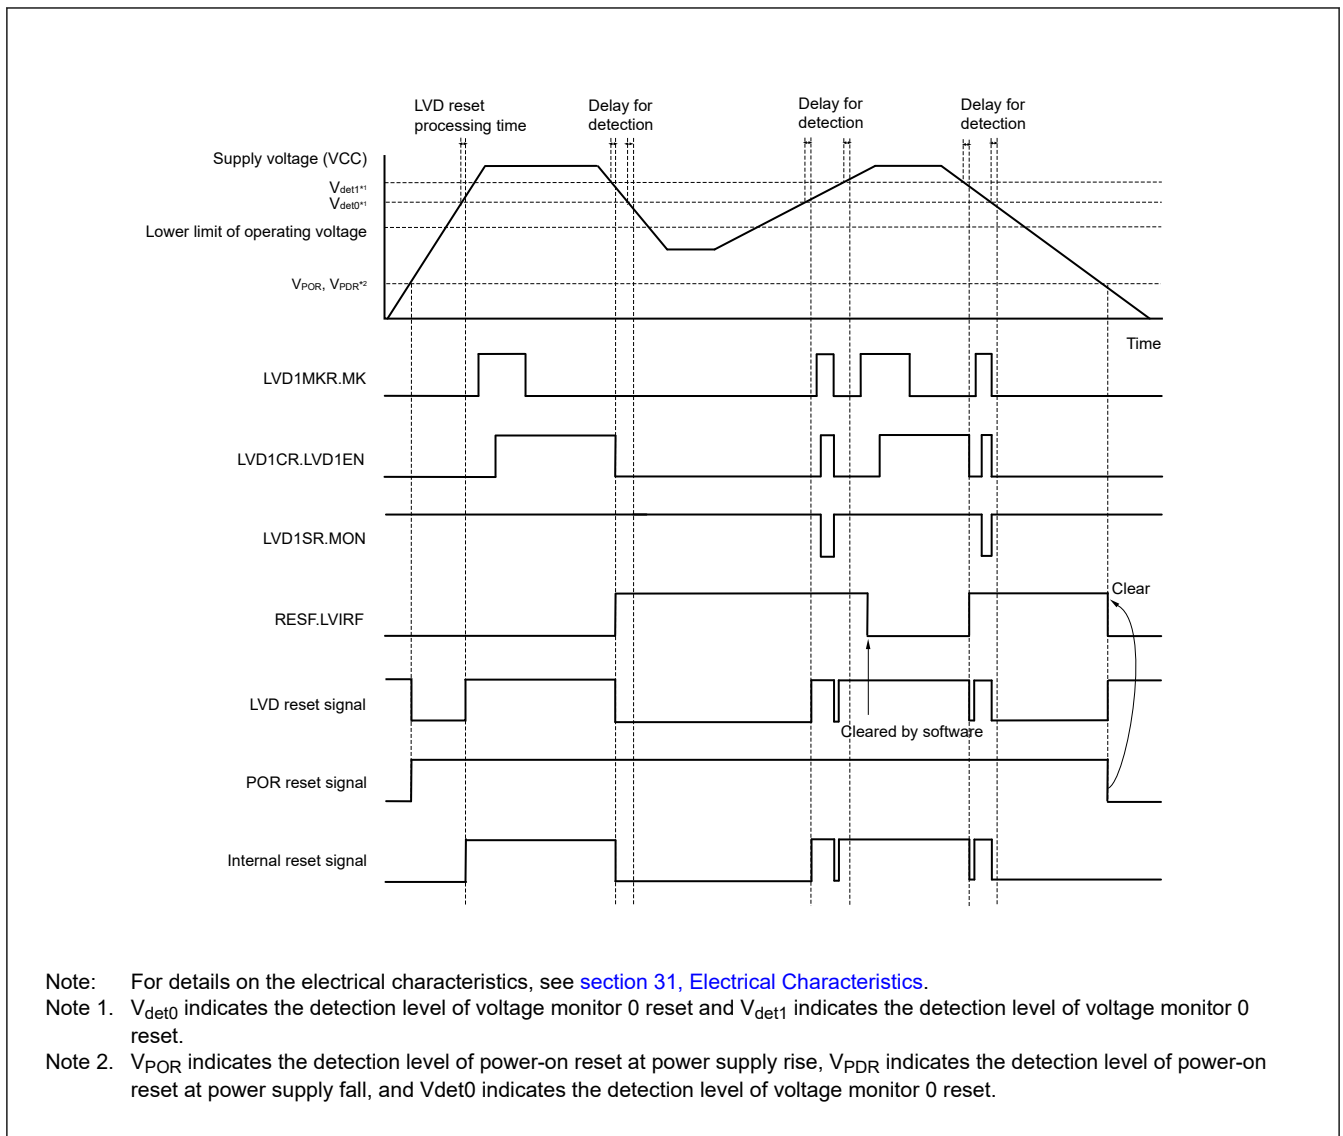 LVD reset
processing time
Delay for
detection
Delay for
detection
Delay for
detection
Supply voltage (VCC)
Vdet1*1
Vdet0*1
Lower limit of operating voltage
VPOR, VPDR*2
Time
LVD1MKR.MK
LVD1CR.LVD1EN
LVD1SR.MON
Clear
RESF.LVIRF
LVD reset signal
Cleared by software
POR reset signal
Internal reset signal
Note: For details on the electrical characteristics, see section 31, Electrical Characteristics.
Note 1. Vdet0 indicates the detection level of voltage monitor 0 reset and Vdet1 indicates the detection level of voltage monitor 0
reset.
Note 2. VPOR indicates the detection level of power-on reset at power supply rise, VPDR indicates the detection level of power-on
reset at power supply fall, and Vdet0 indicates the detection level of voltage monitor 0 reset.